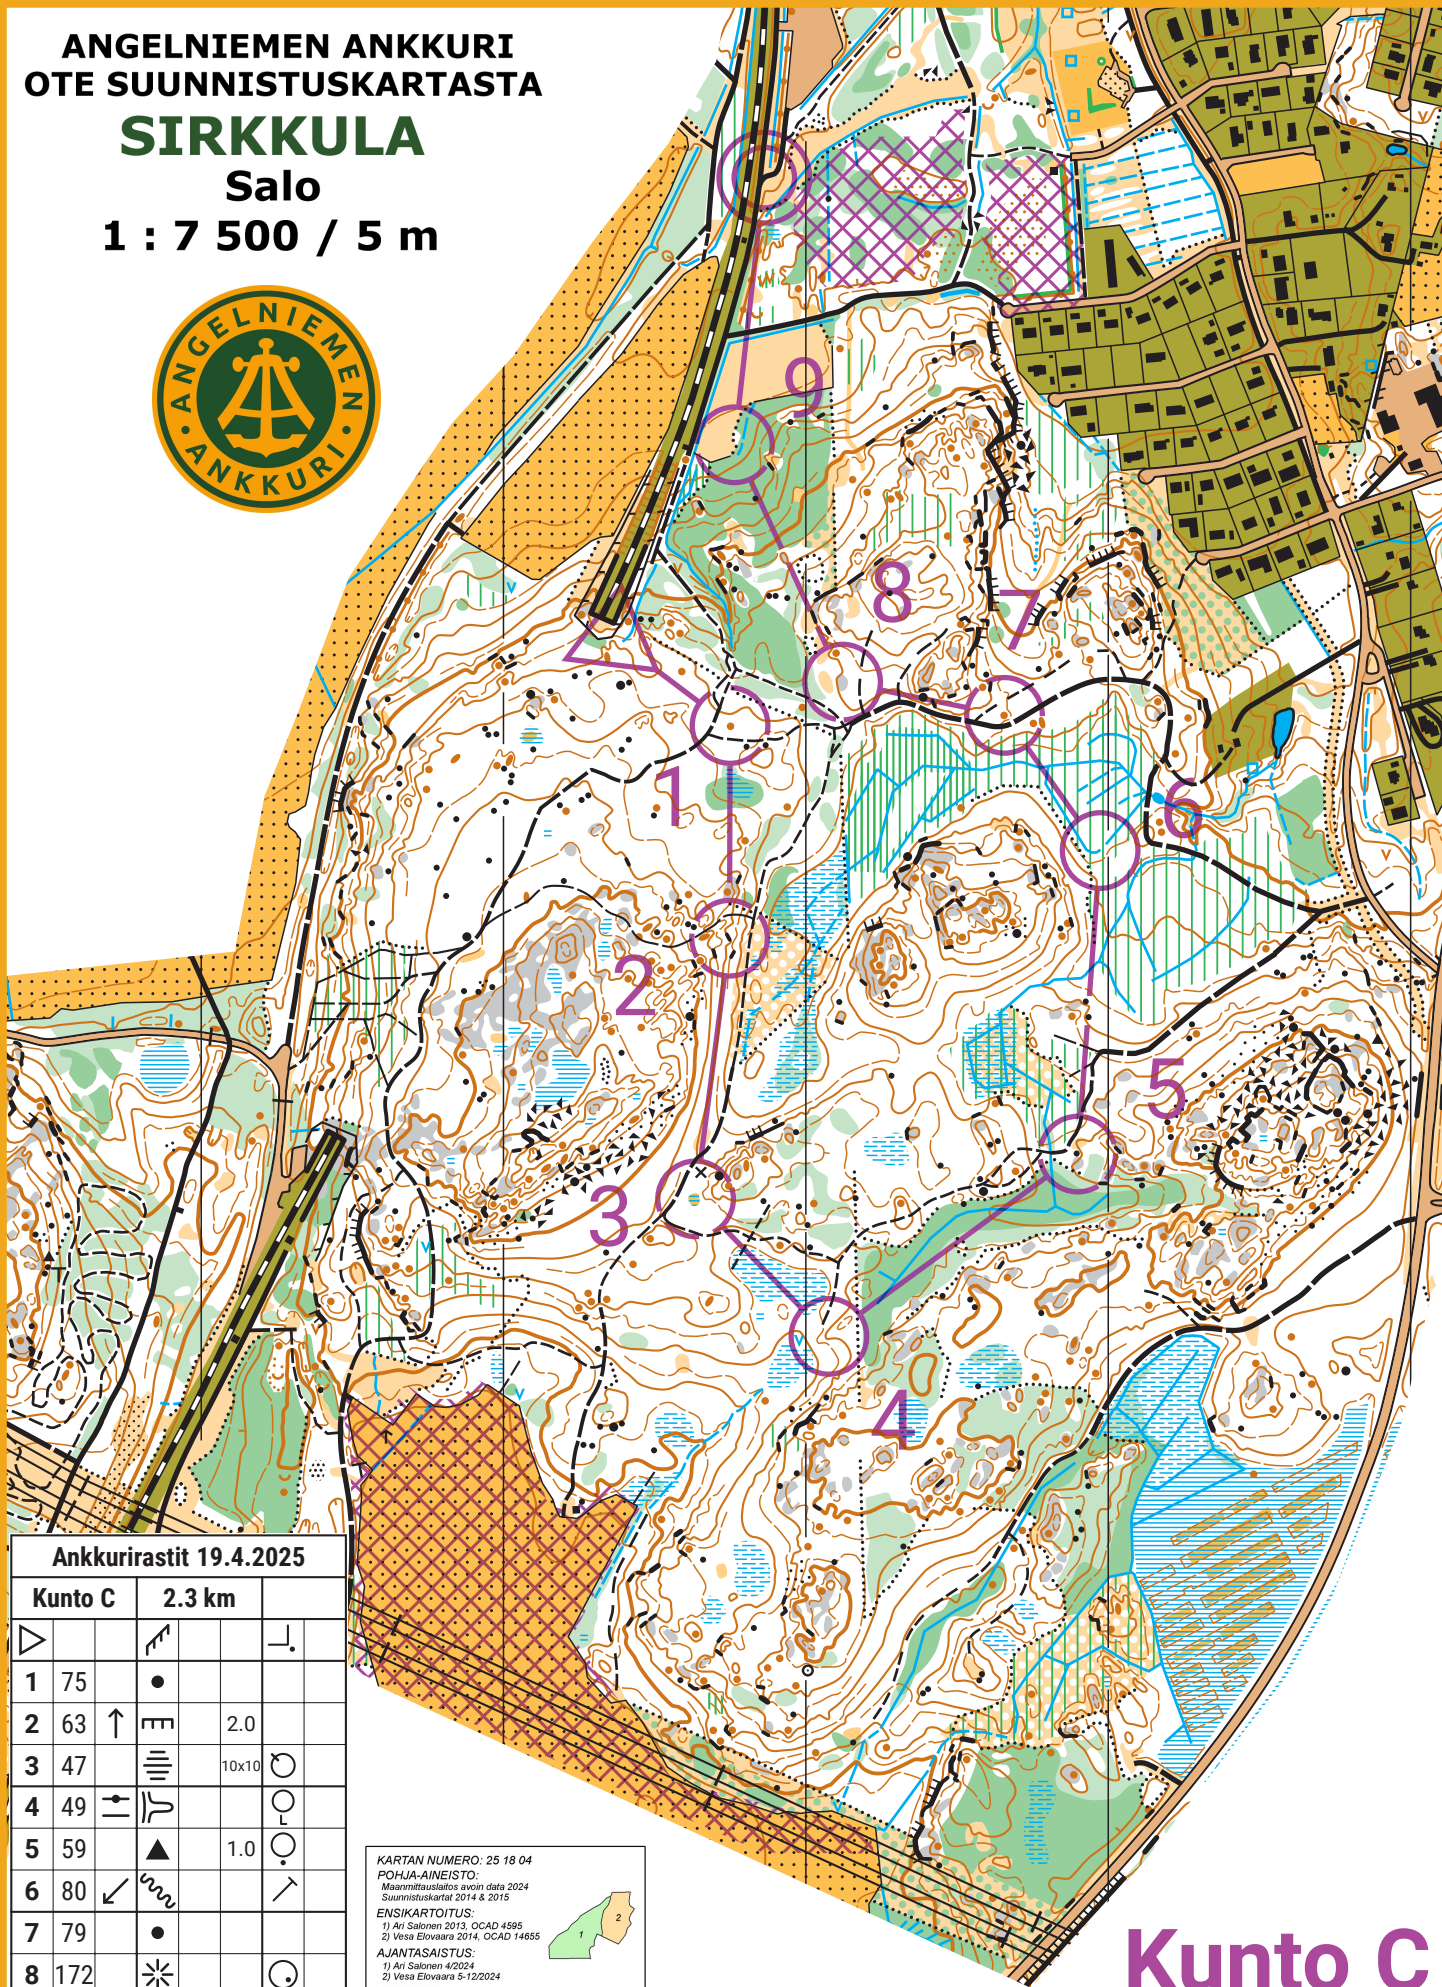 ANGELNIEMEN ANKKURI
OTE SUUNNISTUSKARTASTA
SIRKKULA
Salo
1 : 7 500 / 5 m
ANGELNIEMEN
• ANKKURI •
9
8
7
1
6
2
5
3
4
Ankkurirastit 19.4.2025
Kunto C 2.3 km
1 75
2 63 2.0
3 47 10x10
4 49
5 59 1.0
6 80
7 79
8 172
KARTAN NUMERO: 25 18 04
POHJA-AINEISTO:
Maanmittauslaitos avoin data 2024
Suunnistuskartat 2014 & 2015
ENSIKARTOITUS:
1) Ari Salonen 2013, OCAD 4595
2) Vesa Elovaara 2014, OCAD 14655
AJANTASAISTUS:
1) Ari Salonen 4/2024
2) Vesa Elovaara 5-12/2024
1
2
Kunto C